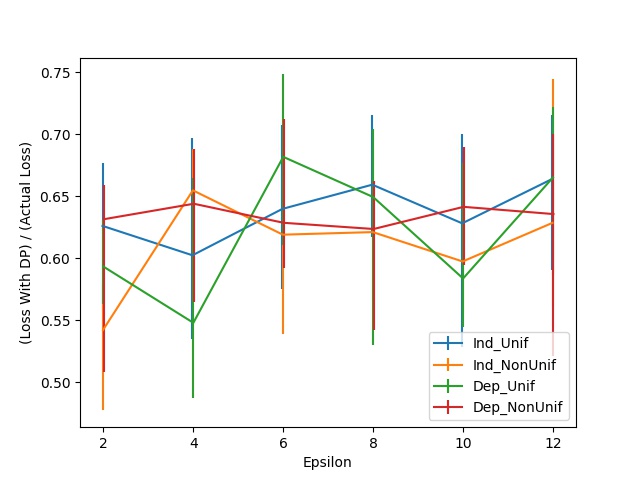 0.75
0.70
0.65
0.60
0.55
0.50
(Loss With DP) / (Actual Loss)
2 4 6 8 10 12
Epsilon
Ind_Unif
Ind_NonUnif
Dep_Unif
Dep_NonUnif